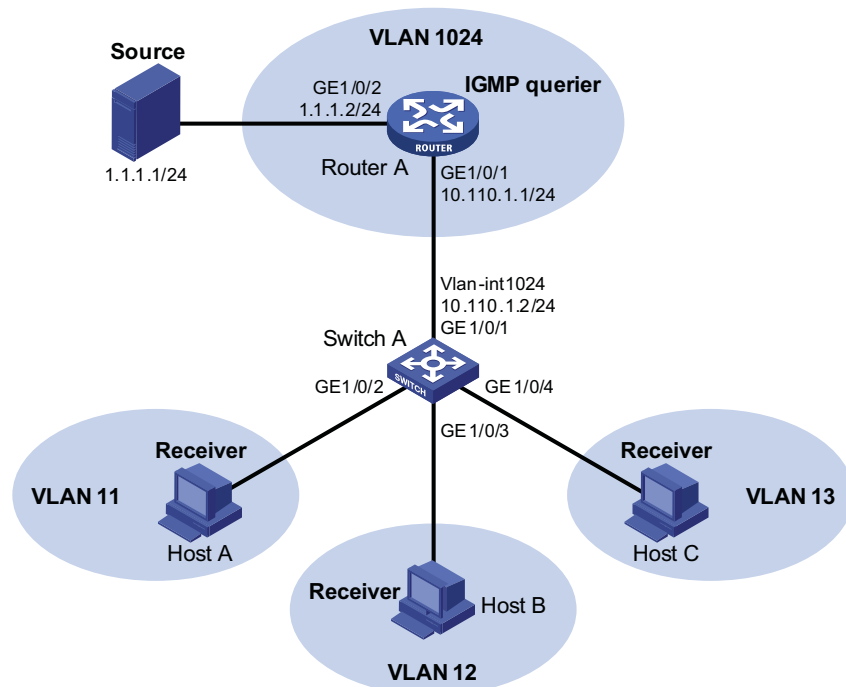 VLAN 1024
Source
IGMP querier
GE1/0/2
1.1.1.2/24
ROUTER
Router A
1.1.1.1/24
GE1/0/1
10.110.1.1/24
Vlan-int1024
10.110.1.2/24
GE1/0/1
Switch A
SWITCH
GE1/0/2
GE1/0/4
GE1/0/3
Receiver
VLAN 11
Host A
Receiver
VLAN 13
Host C
Receiver
Host B
VLAN 12